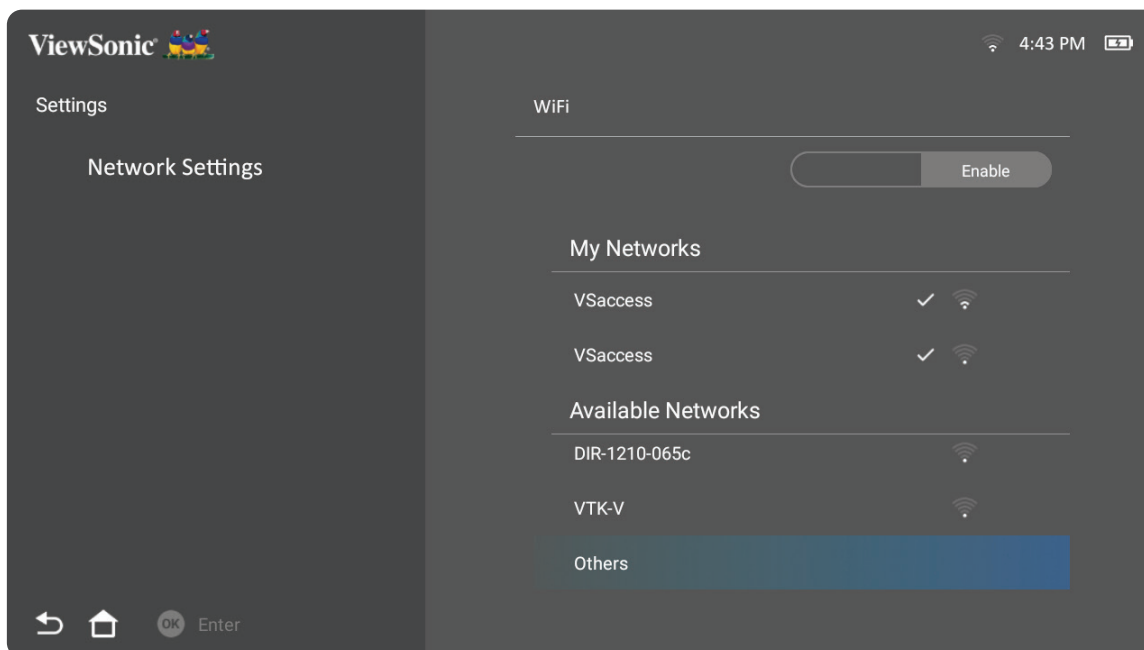 ViewSonic
4:43 PM
Settings
Network Settings
WiFi
Enable
My Networks
VSaccess
VSaccess
Available Networks
DIR-1210-065c
VTK-V
Others
OK Enter